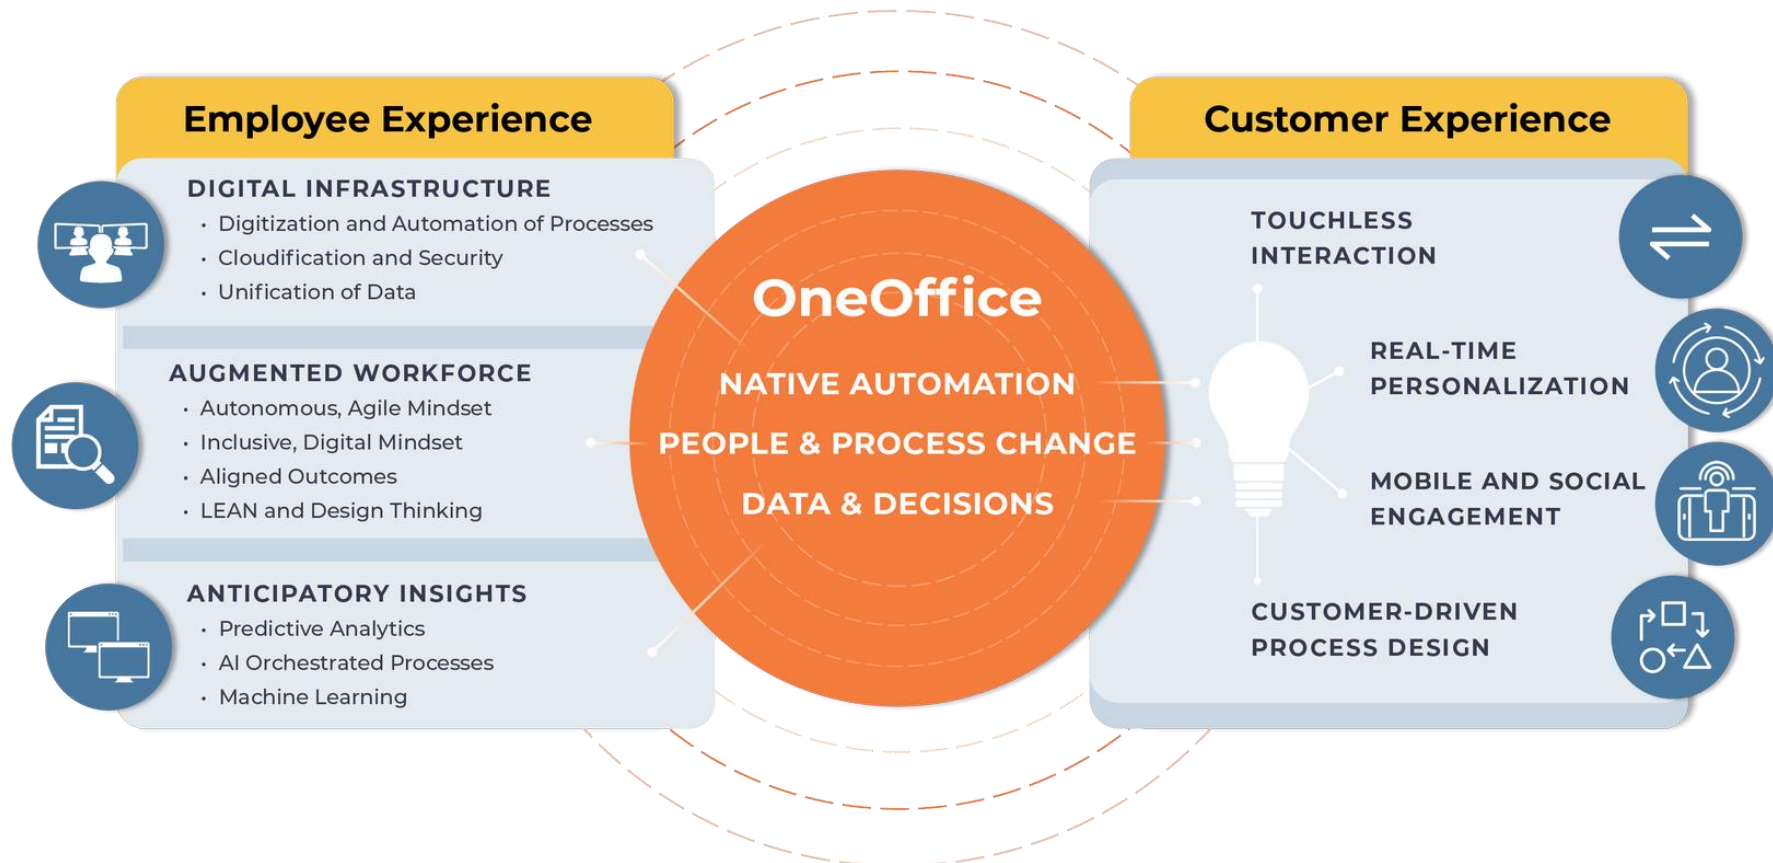 Employee Experience
DIGITAL INFRASTRUCTURE
• Digitization and Automation of Processes
• Cloudification and Security
• Unification of Data
AUGMENTED WORKFORCE
• Autonomous, Agile Mindset
• Inclusive, Digital Mindset
• Aligned Outcomes
• LEAN and Design Thinking
ANTICIPATORY INSIGHTS
• Predictive Analytics
• AI Orchestrated Processes
• Machine Learning
OneOffice
NATIVE AUTOMATION
PEOPLE & PROCESS CHANGE
DATA & DECISIONS
Customer Experience
TOUCHLESS
INTERACTION
REAL-TIME
PERSONALIZATION
MOBILE AND SOCIAL
ENGAGEMENT
CUSTOMER-DRIVEN
PROCESS DESIGN